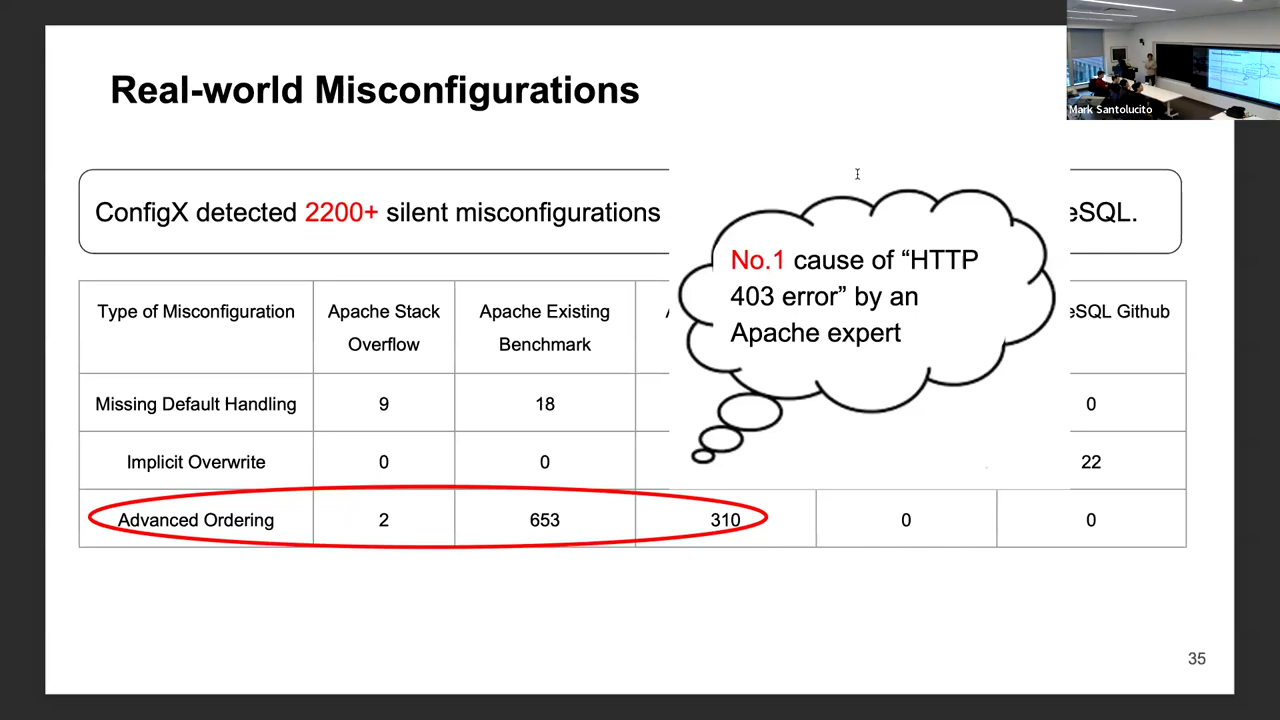 Real-world Misconfigurations
Mark Santolucito
ConfigX detected 2200+ silent misconfigurations
eSQL.
No.1 cause of “HTTP
403 error” by an
Apache expert
Type of Misconfiguration
Apache Stack
Overflow
Apache Existing
Benchmark
eSQL Github
Missing Default Handling
9
18
0
Implicit Overwrite
0
0
22
Advanced Ordering
2
653
310
0
0
35